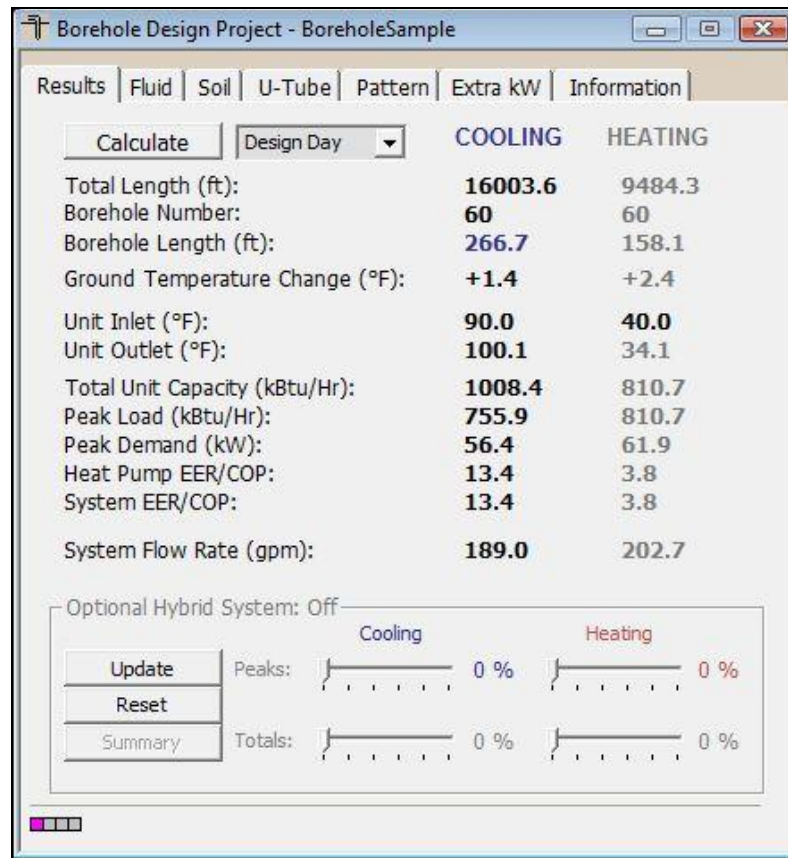 Borehole Design Project - BoreholeSample
Results Fluid Soil U-Tube Pattern Extra kW Information
Calculate Design Day COOLING HEATING
Total Length (ft): 16003.6 9484.3
Borehole Number: 60 60
Borehole Length (ft): 266.7 158.1
Ground Temperature Change (°F): +1.4 +2.4
Unit Inlet (°F): 90.0 40.0
Unit Outlet (°F): 100.1 34.1
Total Unit Capacity (kBtu/Hr): 1008.4 810.7
Peak Load (kBtu/Hr): 755.9 810.7
Peak Demand (kW): 56.4 61.9
Heat Pump EER/COP: 13.4 3.8
System EER/COP: 13.4 3.8
System Flow Rate (gpm): 189.0 202.7
Optional Hybrid System: Off
Cooling Heating
Update Peaks: 0 % 0 %
Reset
Summary Totals: 0 % 0 %